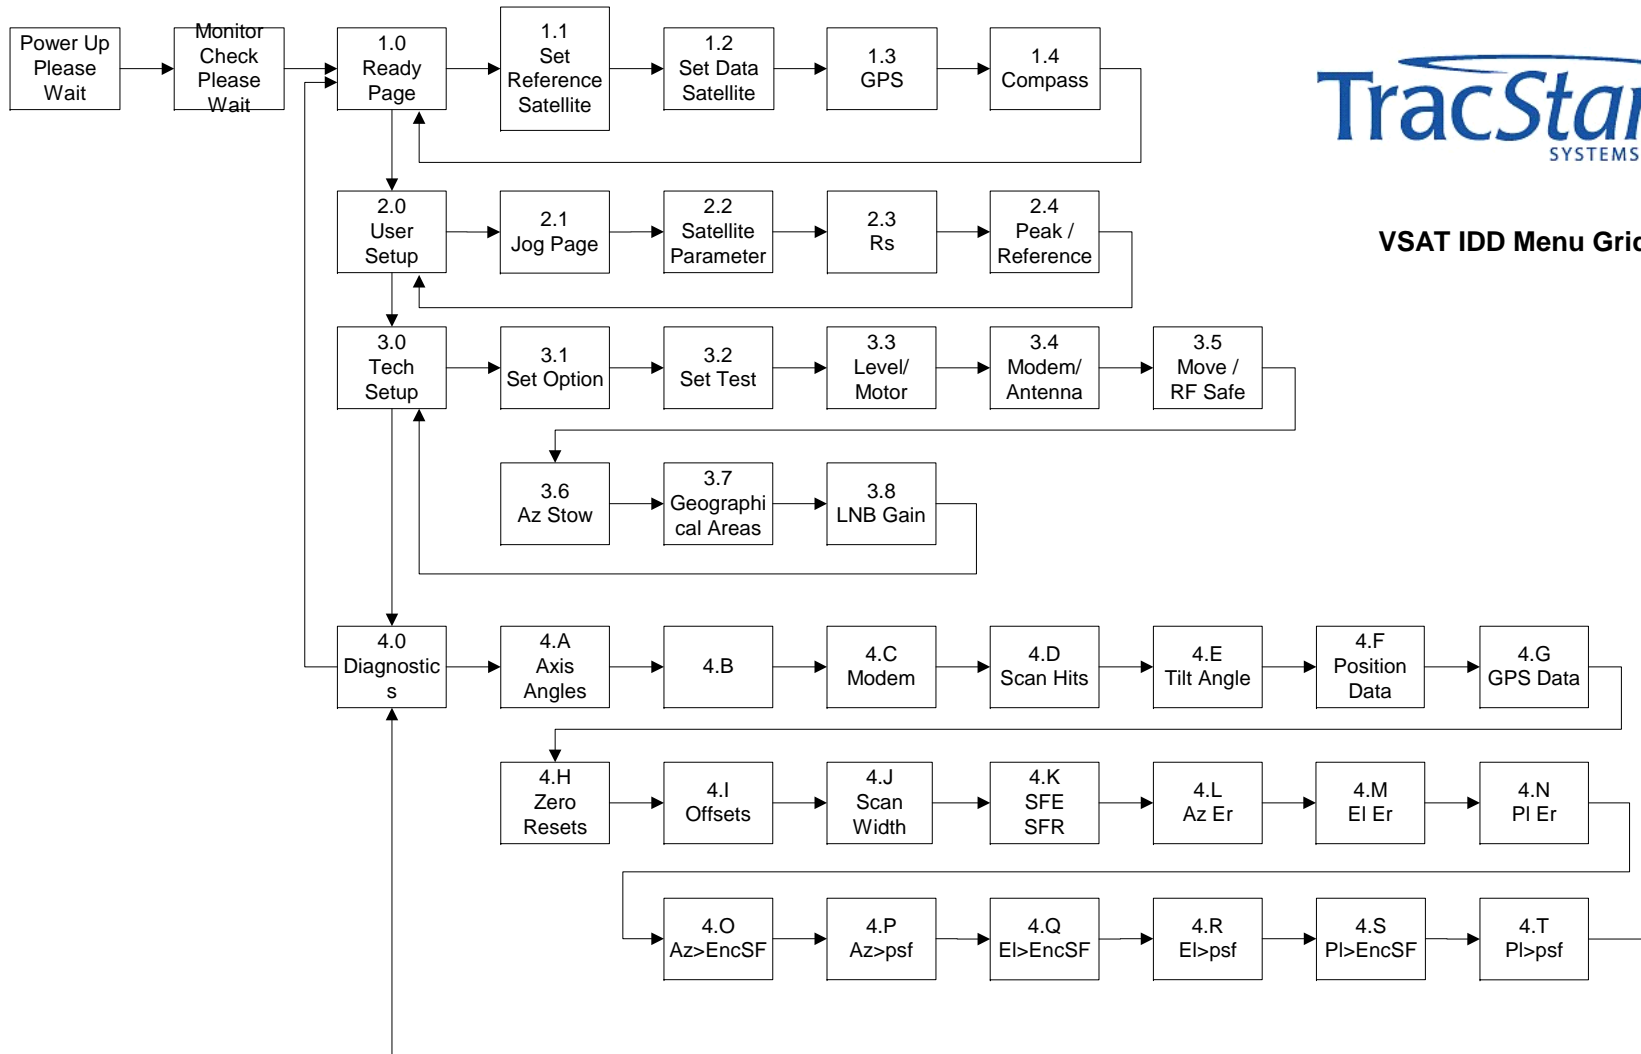 Power Up
Please
Wait
Monitor
Check
Please
Wait
1.0
Ready
Page
1.1
Set
Reference
Satellite
1.2
Set Data
Satellite
1.3
GPS
1.4
Compass
TracStar
SYSTEMS
VSAT IDD Menu Grid
2.0
User
Setup
2.1
Jog Page
2.2
Satellite
Parameter
2.3
Rs
2.4
Peak /
Reference
3.0
Tech
Setup
3.1
Set Option
3.2
Set Test
3.3
Level/
Motor
3.4
Modem/
Antenna
3.5
Move /
RF Safe
3.6
Az Stow
3.7
Geographi
cal Areas
3.8
LNB Gain
4.0
Diagnostic
s
4.A
Axis
Angles
4.B
4.C
Modem
4.D
Scan Hits
4.E
Tilt Angle
4.F
Position
Data
4.G
GPS Data
4.H
Zero
Resets
4.I
Offsets
4.J
Scan
Width
4.K
SFE
SFR
4.L
Az Er
4.M
El Er
4.N
Pl Er
4.O
Az>EncSF
4.P
Az>psf
4.Q
El>EncSF
4.R
El>psf
4.S
Pl>EncSF
4.T
Pl>psf